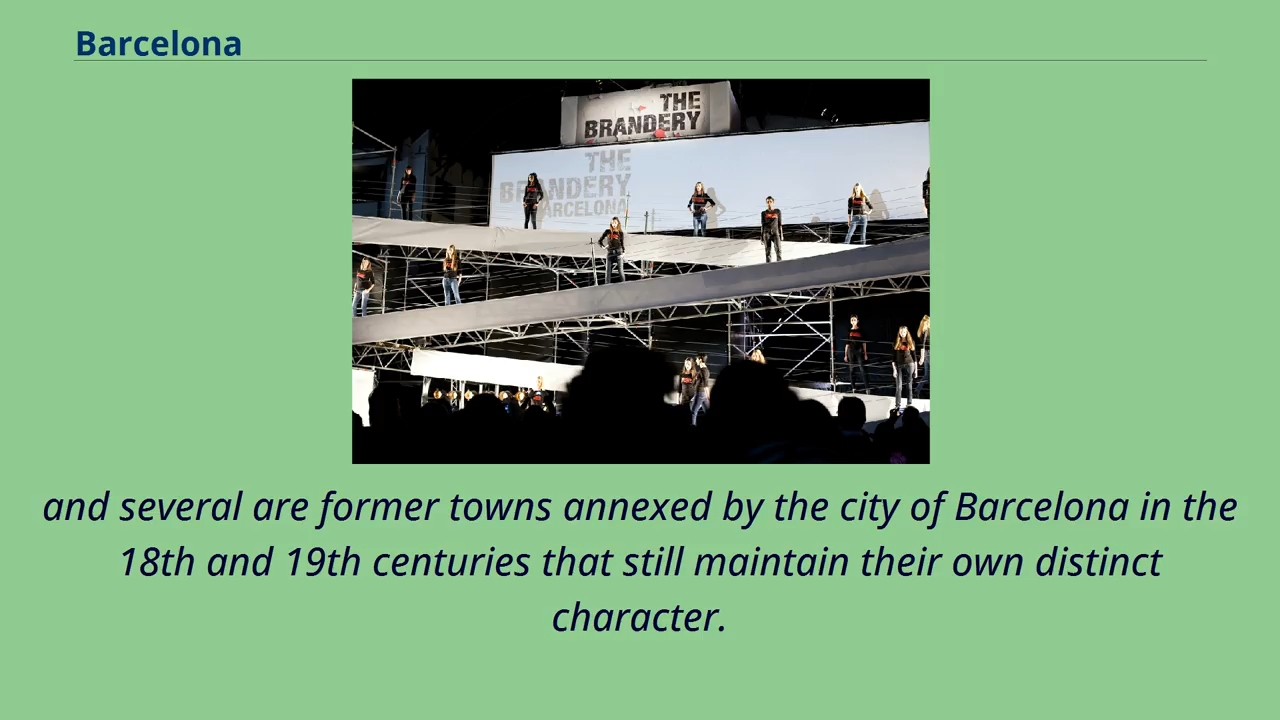 Barcelona
THE
BRANDERY
THE
BRANDERY
BARCELONA
and several are former towns annexed by the city of Barcelona in the
18th and 19th centuries that still maintain their own distinct
character.